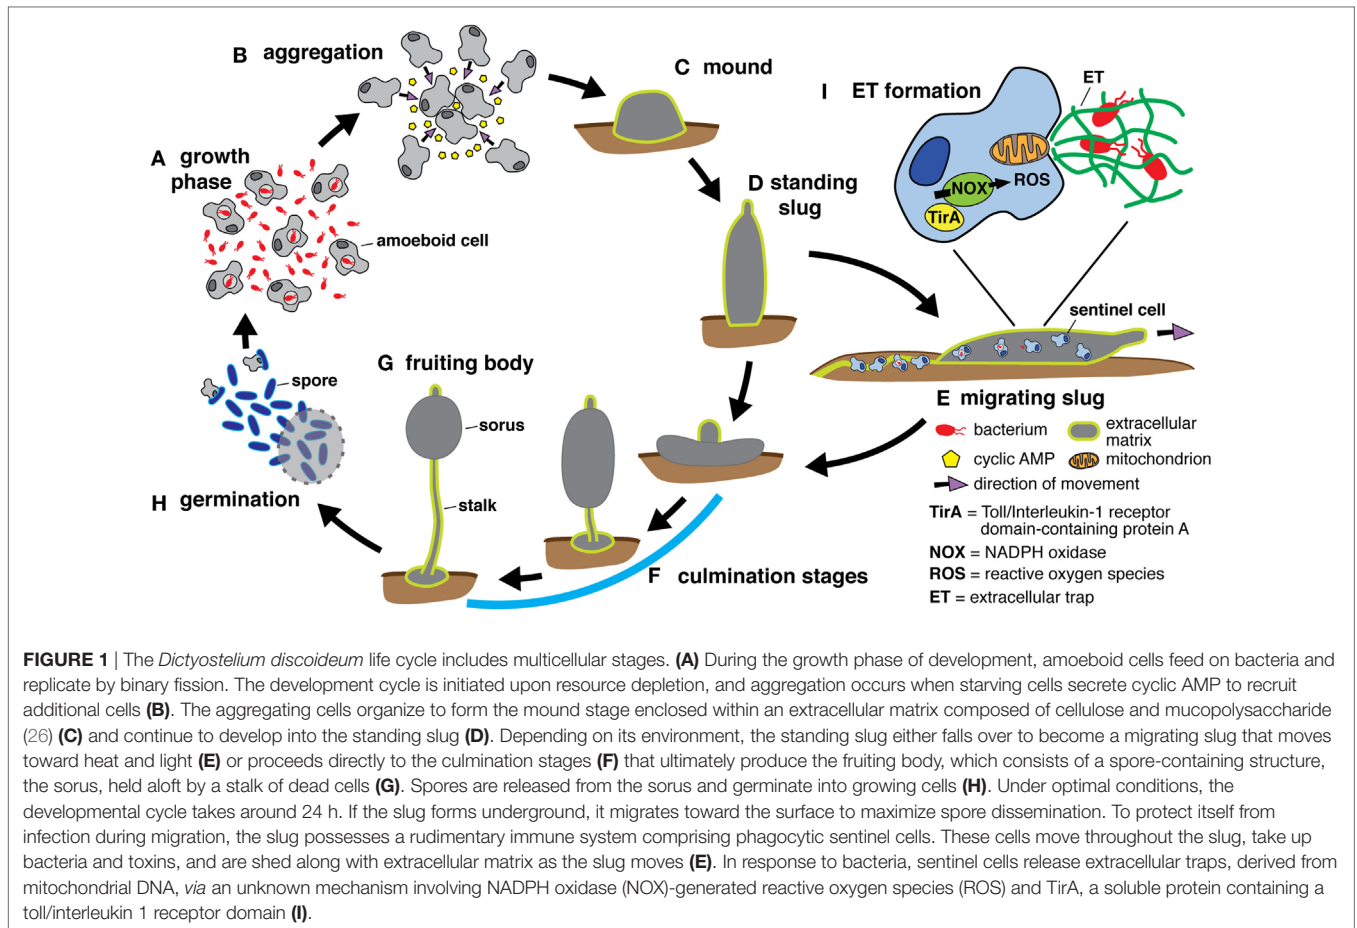 B aggregation
C mound
I ET formation
ET
A growth
phase
D standing
slug
NOX
ROS
TirA
amoeboid cell
sentinel cell
G fruiting body
spore
sorus
E migrating slug
bacterium
extracellular
matrix
cyclic AMP
mitochondrion
direction of movement
H germination
stalk
TirA = Toll/Interleukin-1 receptor
domain-containing protein A
NOX = NADPH oxidase
ROS = reactive oxygen species
ET = extracellular trap
F culmination stages
FIGURE 1 | The Dictyostelium discoideum life cycle includes multicellular stages. (A) During the growth phase of development, amoeboid cells feed on bacteria and
replicate by binary fission. The development cycle is initiated upon resource depletion, and aggregation occurs when starving cells secrete cyclic AMP to recruit
additional cells (B). The aggregating cells organize to form the mound stage enclosed within an extracellular matrix composed of cellulose and mucopolysaccharide
(26) (C) and continue to develop into the standing slug (D). Depending on its environment, the standing slug either falls over to become a migrating slug that moves
toward heat and light (E) or proceeds directly to the culmination stages (F) that ultimately produce the fruiting body, which consists of a spore-containing structure,
the sorus, held aloft by a stalk of dead cells (G). Spores are released from the sorus and germinate into growing cells (H). Under optimal conditions, the
developmental cycle takes around 24 h. If the slug forms underground, it migrates toward the surface to maximize spore dissemination. To protect itself from
infection during migration, the slug possesses a rudimentary immune system comprising phagocytic sentinel cells. These cells move throughout the slug, take up
bacteria and toxins, and are shed along with extracellular matrix as the slug moves (E). In response to bacteria, sentinel cells release extracellular traps, derived from
mitochondrial DNA, via an unknown mechanism involving NADPH oxidase (NOX)-generated reactive oxygen species (ROS) and TirA, a soluble protein containing a
toll/interleukin 1 receptor domain (I).